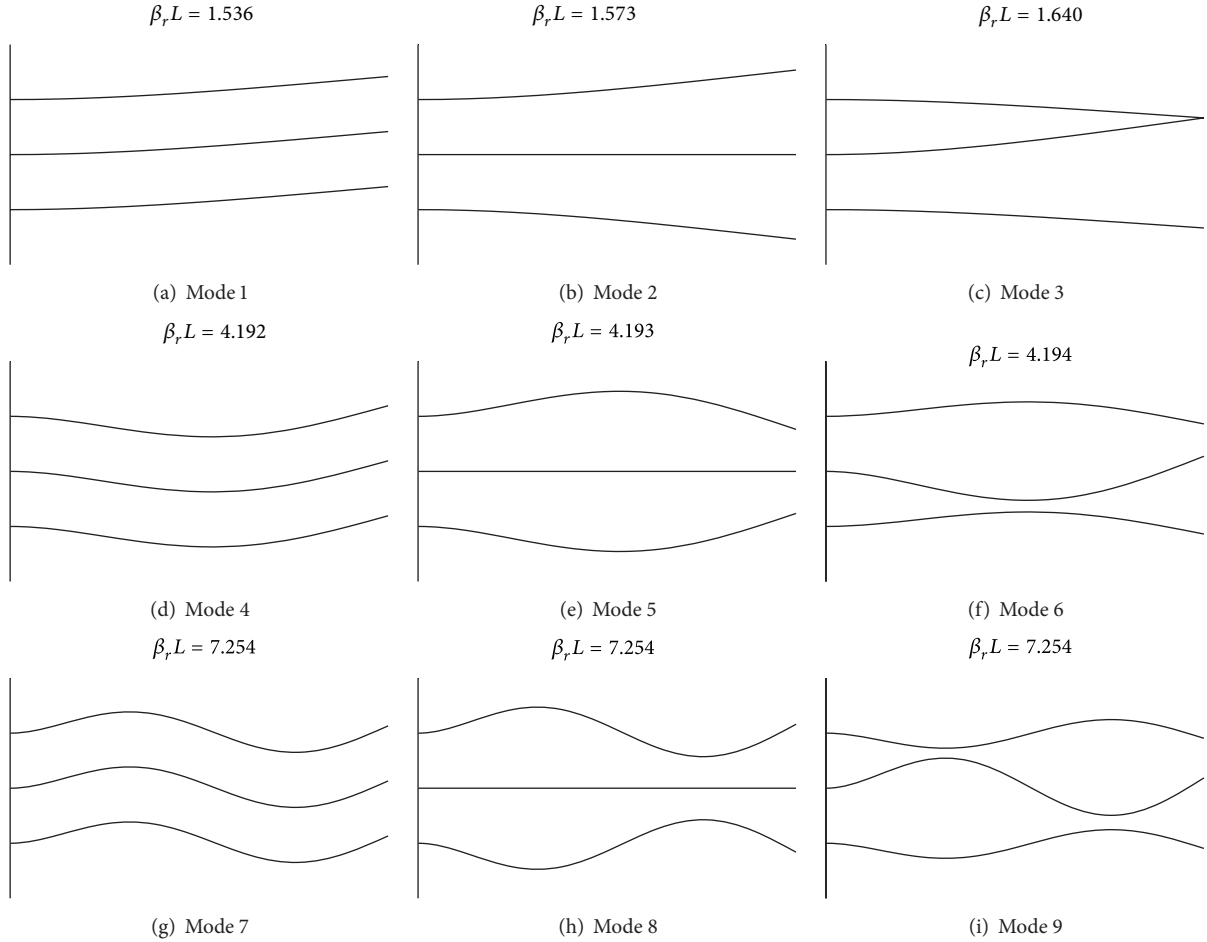 β_r L = 1.536
β_r L = 1.573
β_r L = 1.640
(a) Mode 1
(b) Mode 2
(c) Mode 3
β_r L = 4.192
β_r L = 4.193
β_r L = 4.194
(d) Mode 4
(e) Mode 5
(f) Mode 6
β_r L = 7.254
β_r L = 7.254
β_r L = 7.254
(g) Mode 7
(h) Mode 8
(i) Mode 9